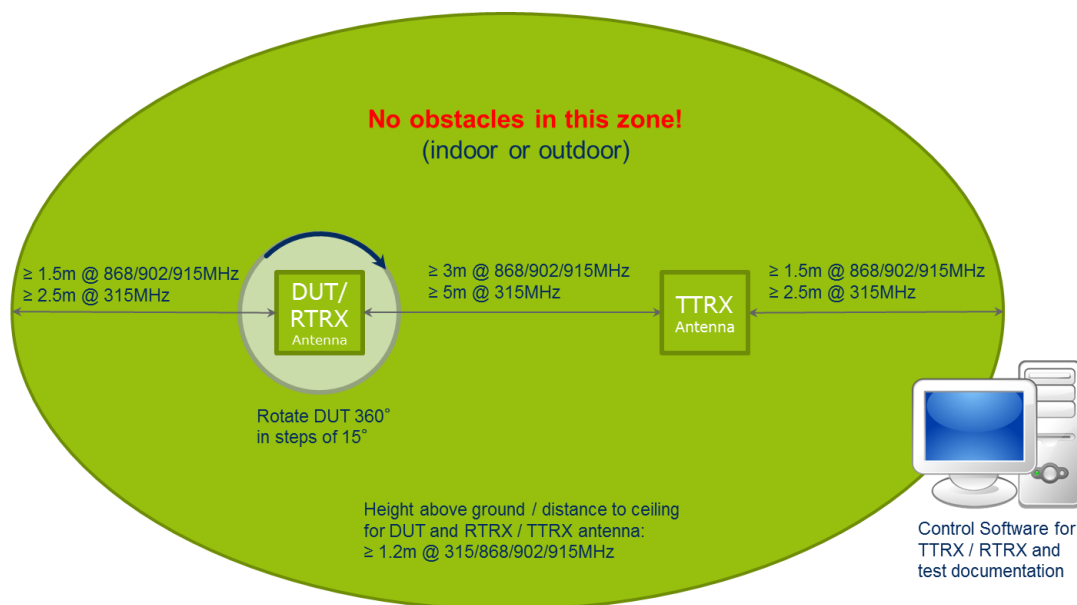 No obstacles in this zone!
(indoor or outdoor)
≥ 1.5m @ 868/902/915MHz
≥ 2.5m @ 315MHz
DUT/
RTRX
Antenna
≥ 3m @ 868/902/915MHz
≥ 5m @ 315MHz
TTRX
Antenna
≥ 1.5m @ 868/902/915MHz
≥ 2.5m @ 315MHz
Rotate DUT 360°
in steps of 15°
Height above ground / distance to ceiling
for DUT and RTRX / TTRX antenna:
≥ 1.2m @ 315/868/902/915MHz
Control Software for
TTRX / RTRX and
test documentation